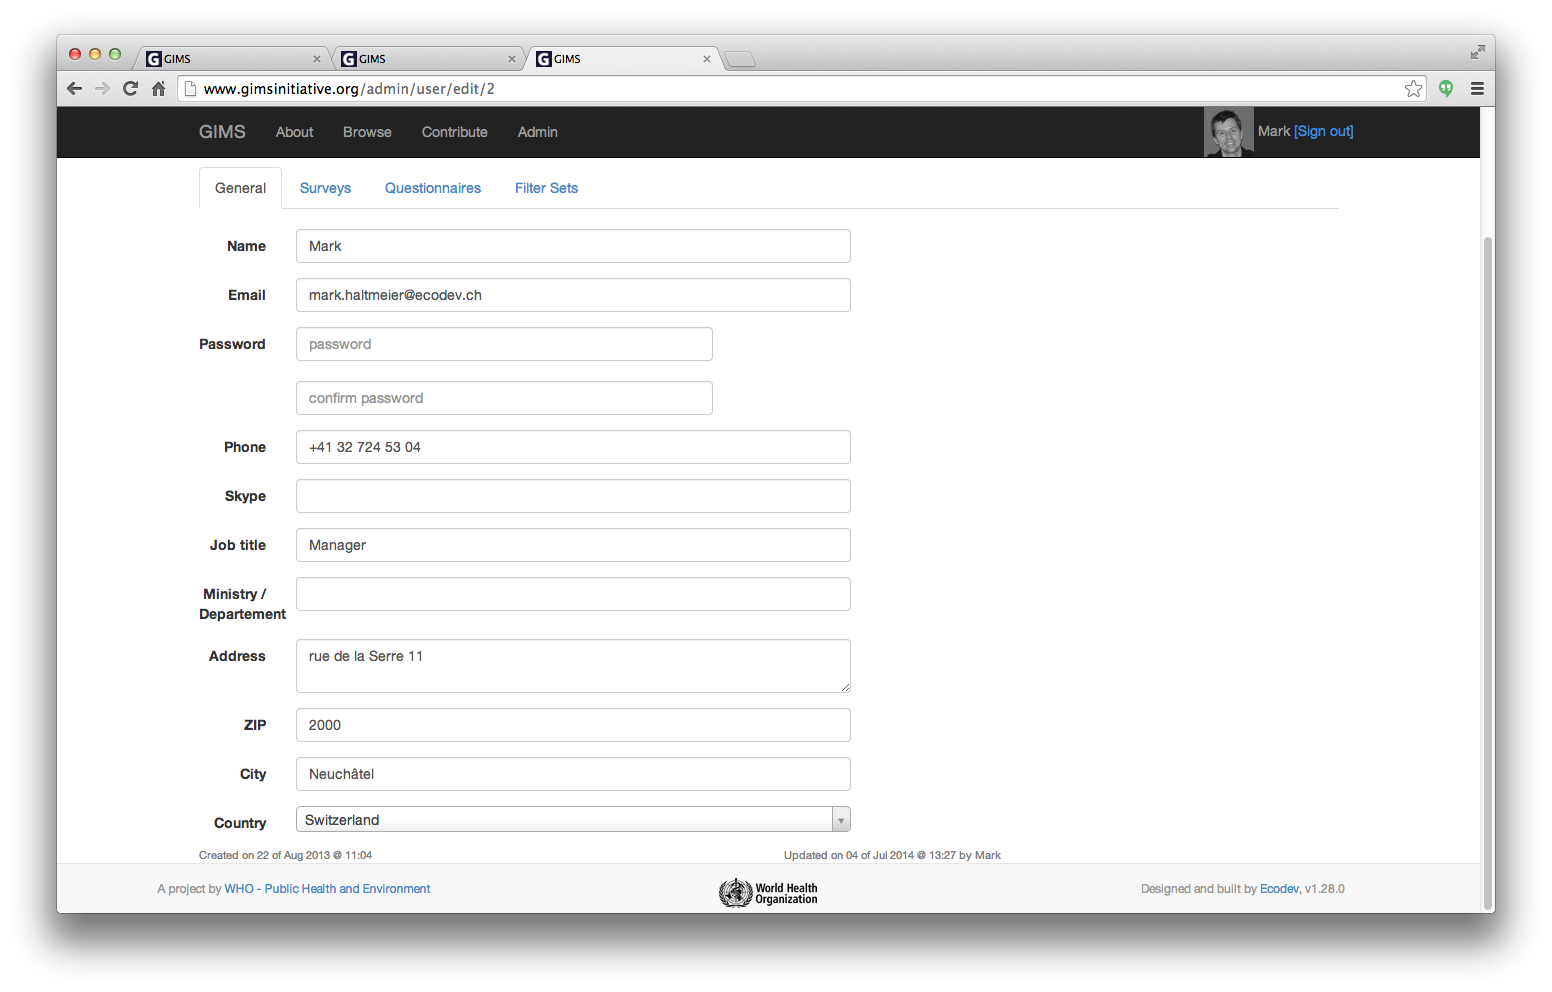 GIMS GIMS GIMS
www.gimsinitiative.org/admin/user/edit/2
GIMS About Browse Contribute Admin Mark [Sign out]
General Surveys Questionnaires Filter Sets
Name Mark
Email mark.haltmeier@ecodev.ch
Password password
confirm password
Phone +41 32 724 53 04
Skype
Job title Manager
Ministry /
Departement
Address rue de la Serre 11
ZIP 2000
City Neuchâtel
Country Switzerland
Created on 22 of Aug 2013 @ 11:04 Updated on 04 of Jul 2014 @ 13:27 by Mark
A project by WHO - Public Health and Environment World Health Designed and built by Ecodev, v1.28.0
Organization